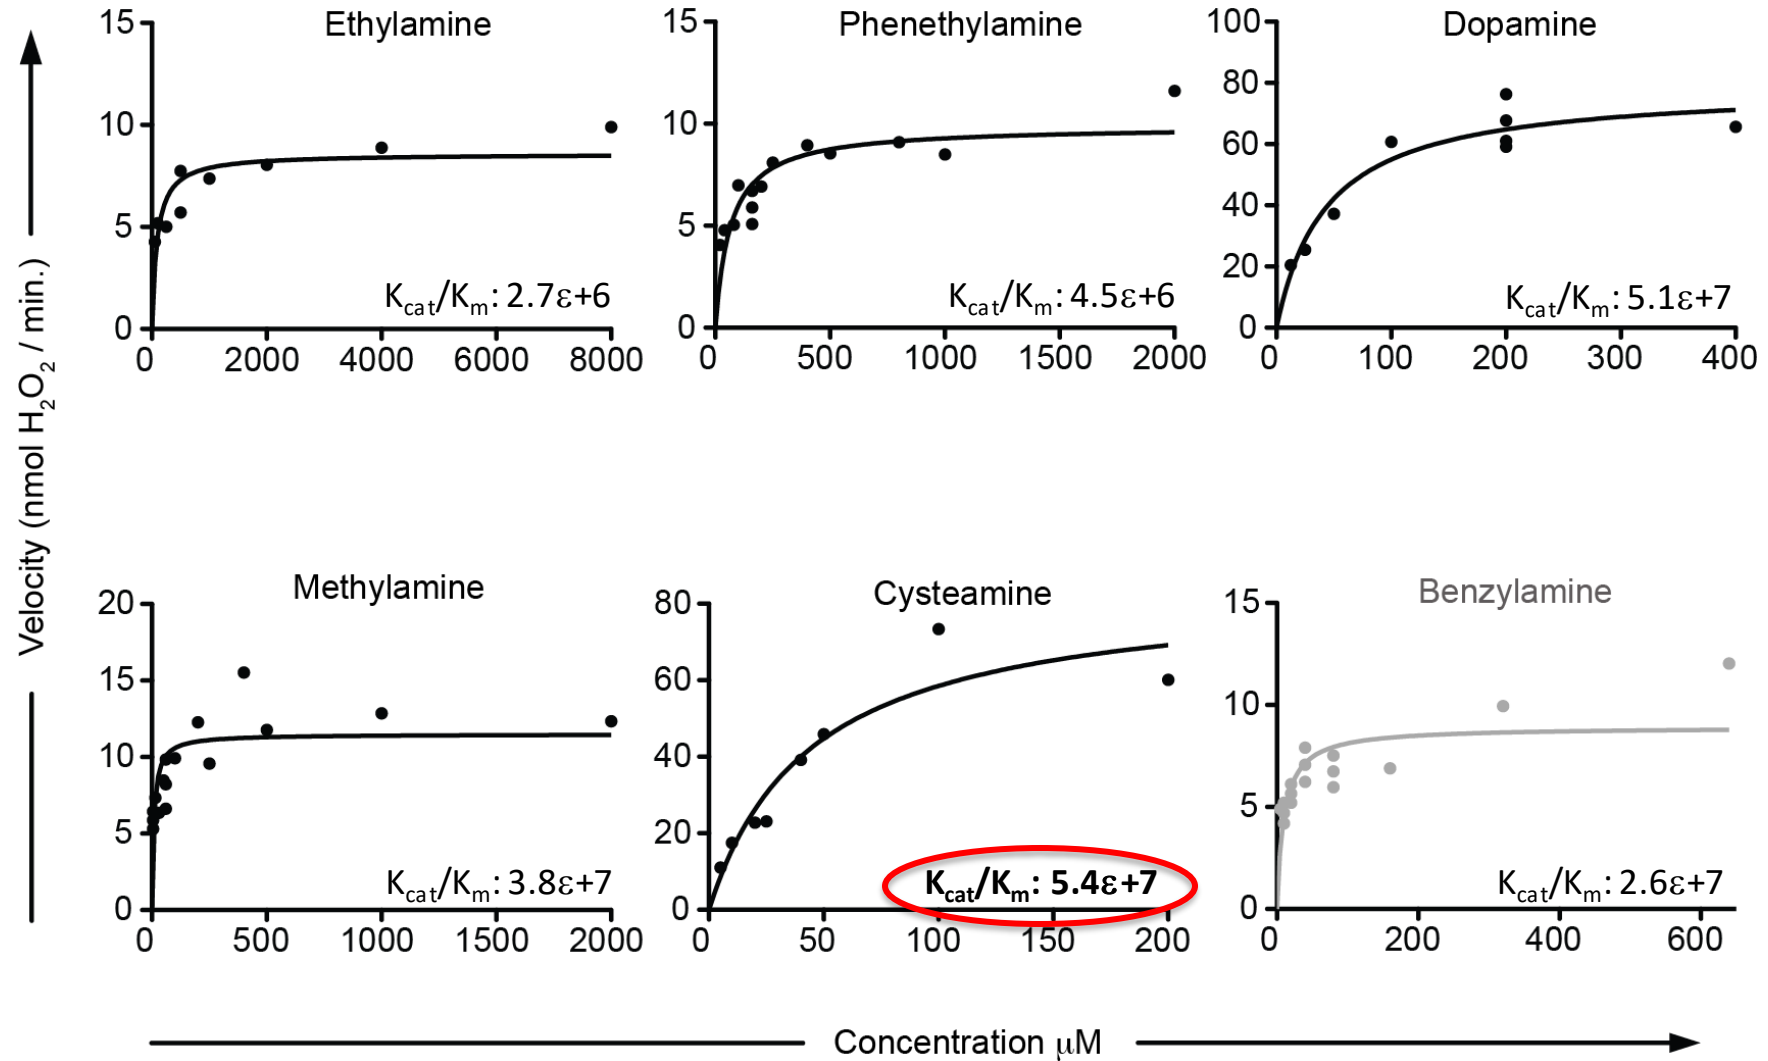 Velocity (nmol H₂O₂ / min.)
Ethylamine
15
10
5
0
Kcat/Km: 2.7ε+6
0 2000 4000 6000 8000
Phenethylamine
15
10
5
0
Kcat/Km: 4.5ε+6
0 500 1000 1500 2000
Dopamine
100
80
60
40
20
0
Kcat/Km: 5.1ε+7
0 100 200 300 400
Methylamine
20
15
10
5
0
Kcat/Km: 3.8ε+7
0 500 1000 1500 2000
Cysteamine
80
60
40
20
0
Kcat/Km: 5.4ε+7
0 50 100 150 200
Benzylamine
15
10
5
0
Kcat/Km: 2.6ε+7
0 200 400 600
Concentration μM